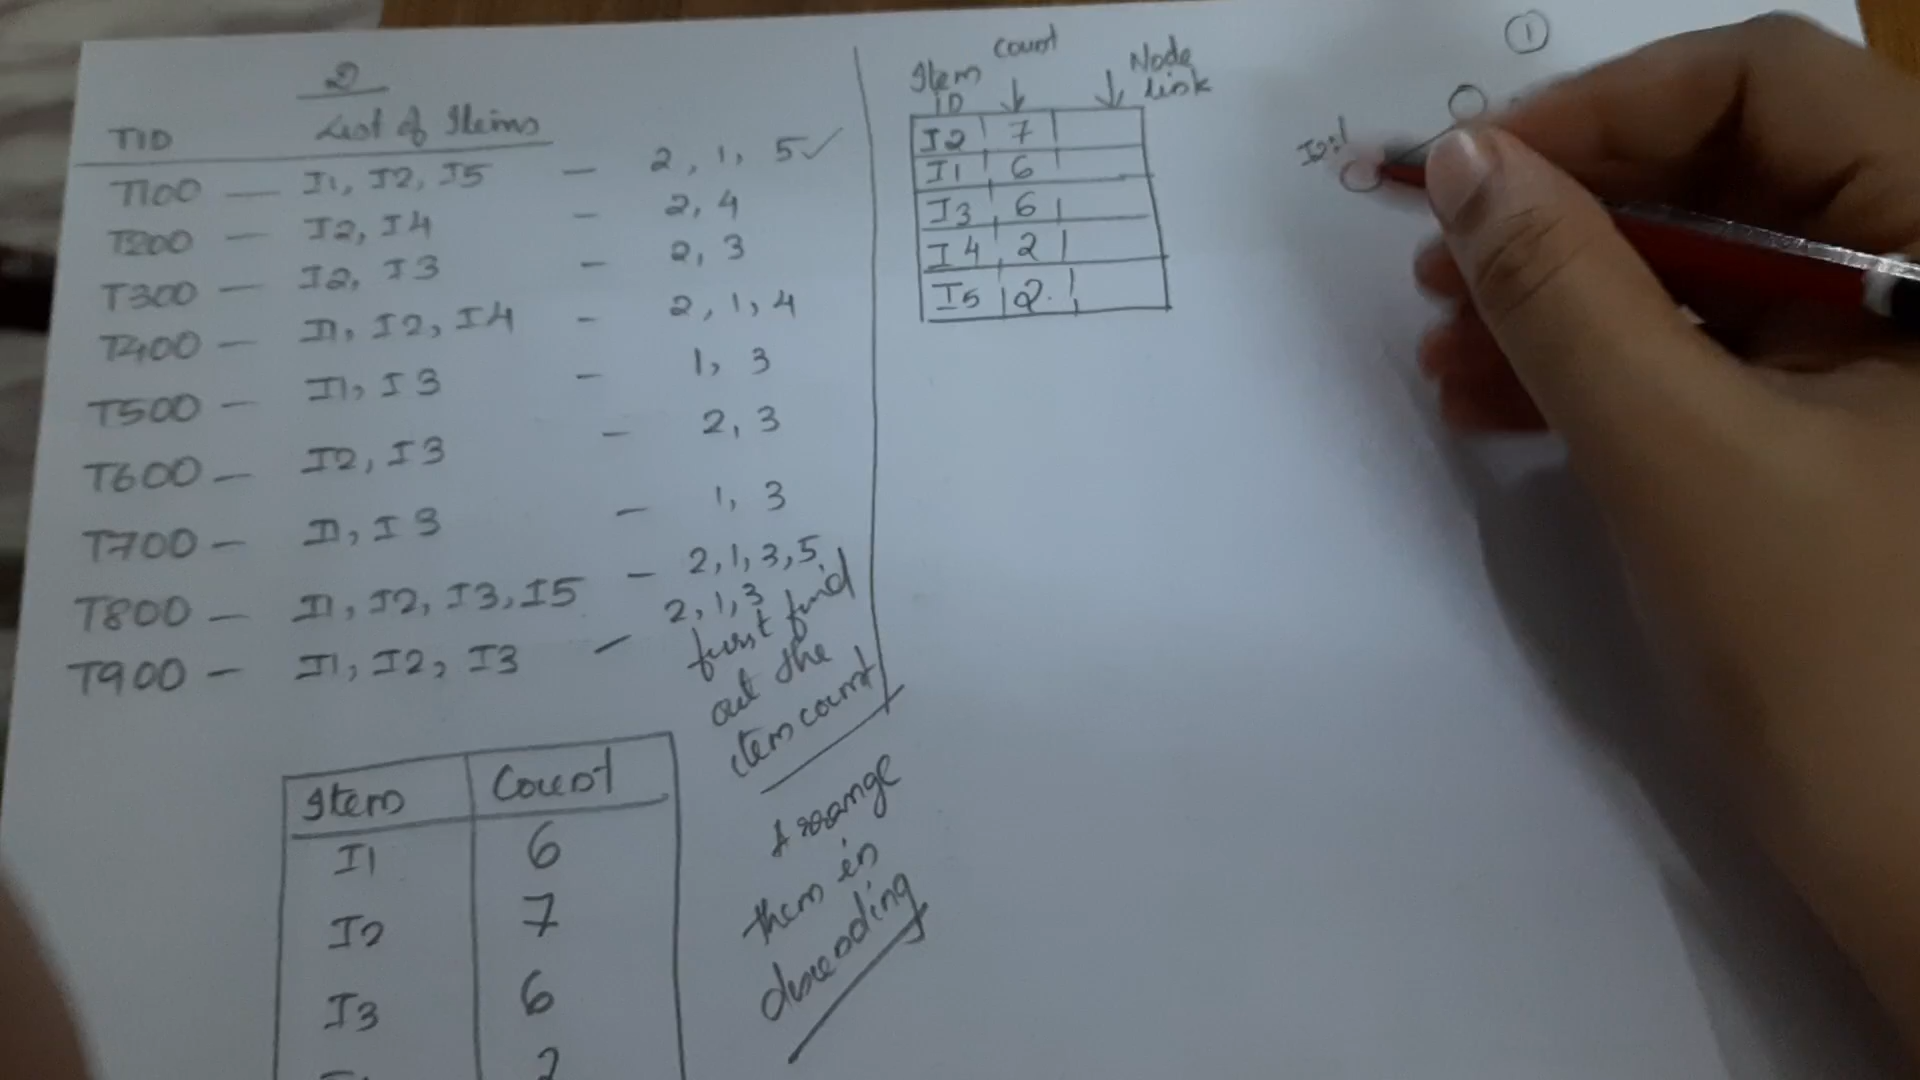 D
TID List of Items
T100 — I1, I2, I5 — 2, 1, 5 ✓
T200 — I2, I4 — 2, 4
T300 — I2, I3 — 2, 3
T400 — I1, I2, I4 — 2, 1, 4
T500 — I1, I3 — 1, 3
T600 — I2, I3 — 2, 3
T700 — I1, I3 — 1, 3
T800 — I1, I2, I3, I5 — 2, 1, 3, 5
T900 — I1, I2, I3 — 2, 1, 3
first find
out the
item count
Arrange
them in
descending
Item Count
I1 6
I2 7
I3 6
2
Item ID count Node link
I2 7
I1 6
I3 6
I4 2
I5 2
1
I2:1